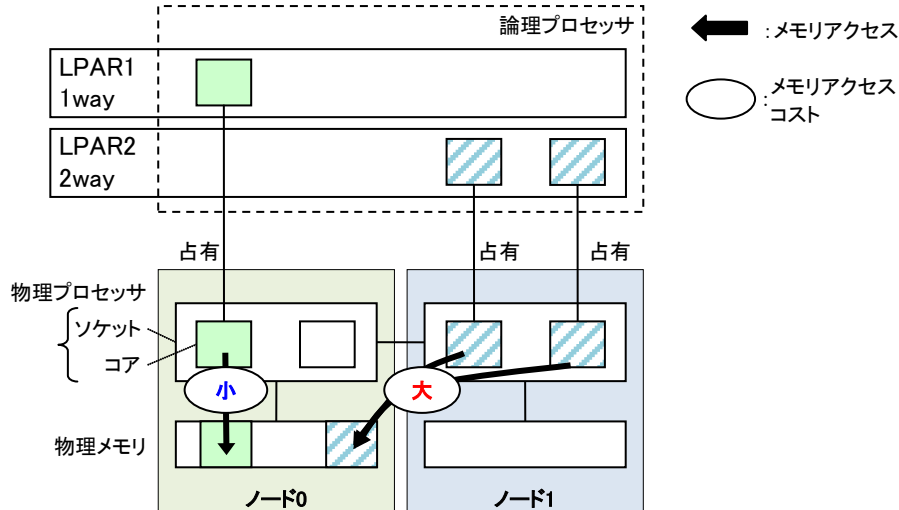 論理プロセッサ
:メモリアクセス
LPAR1
1way
:メモリアクセス
コスト
LPAR2
2way
占有
占有
占有
物理プロセッサ
ソケット
コア
小
大
物理メモリ
ノード0
ノード1